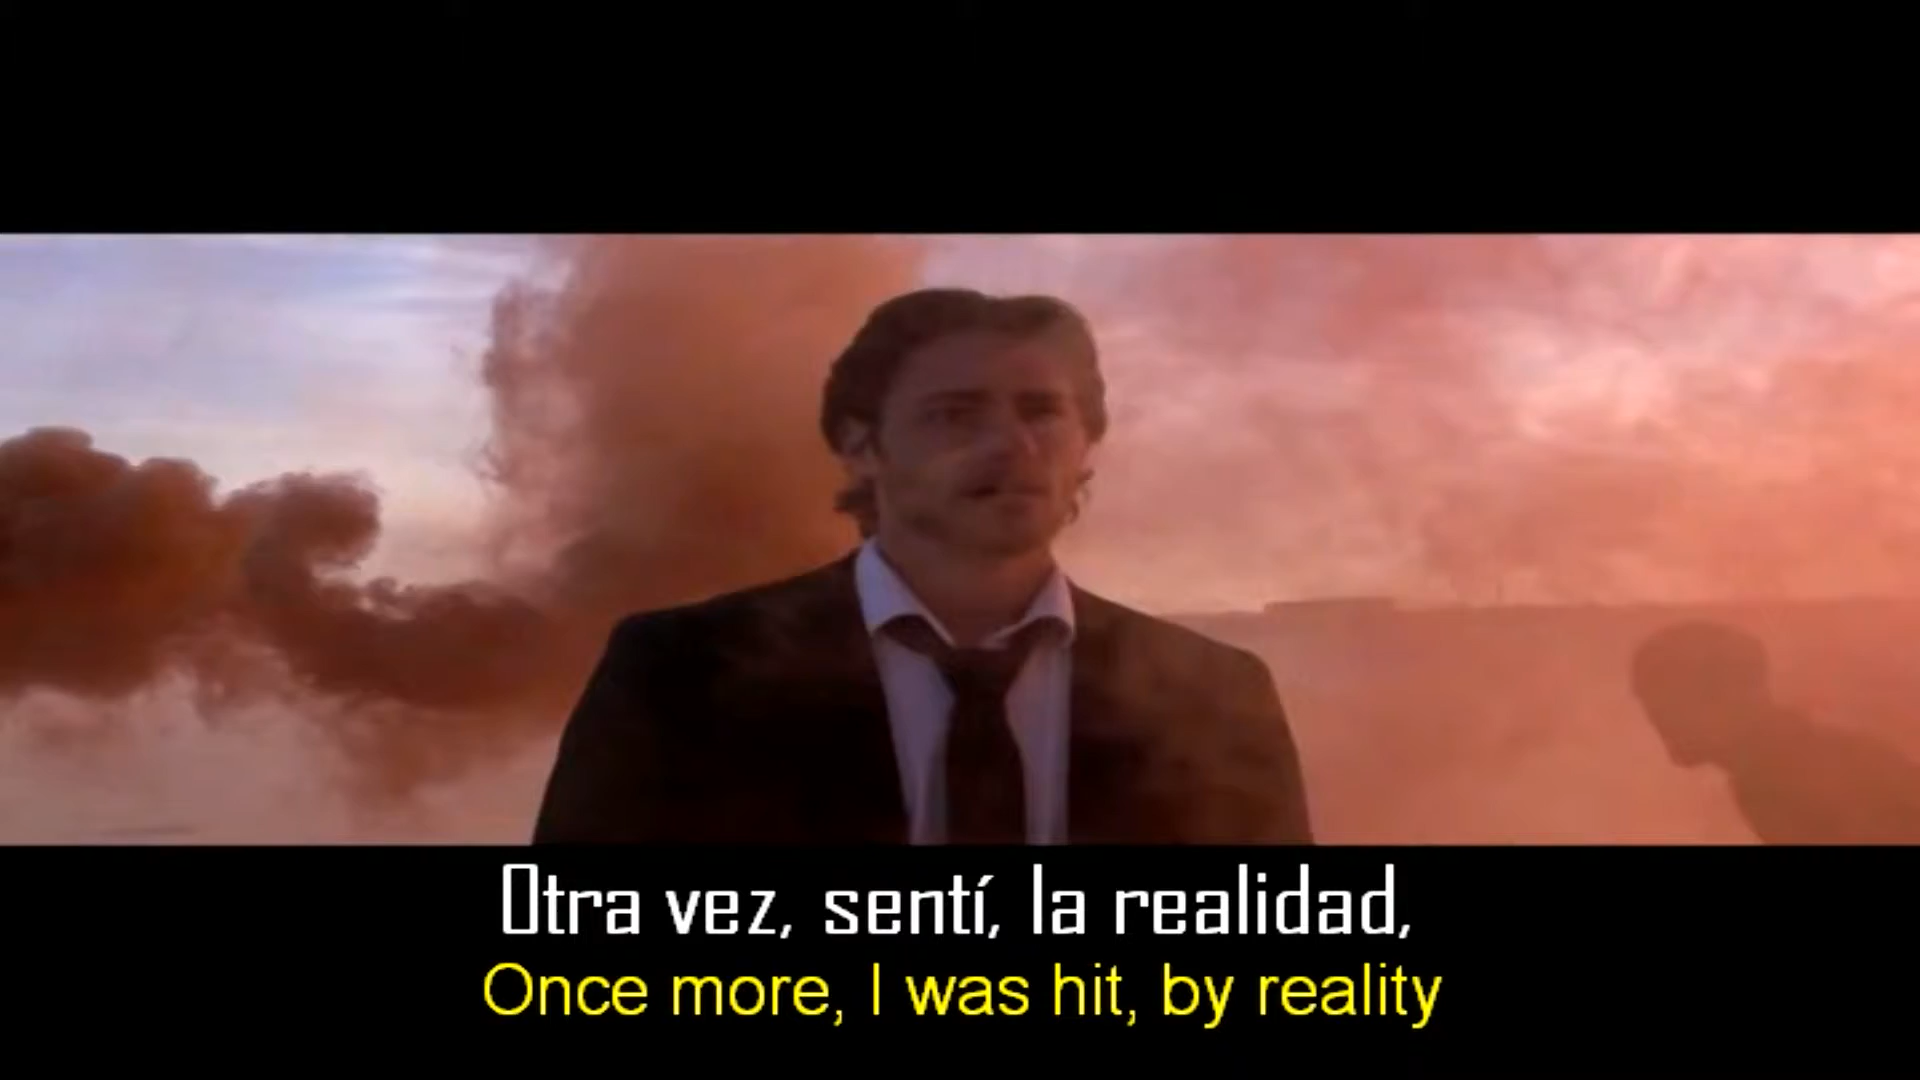 Otra vez, sentí, la realidad,
Once more, I was hit, by reality